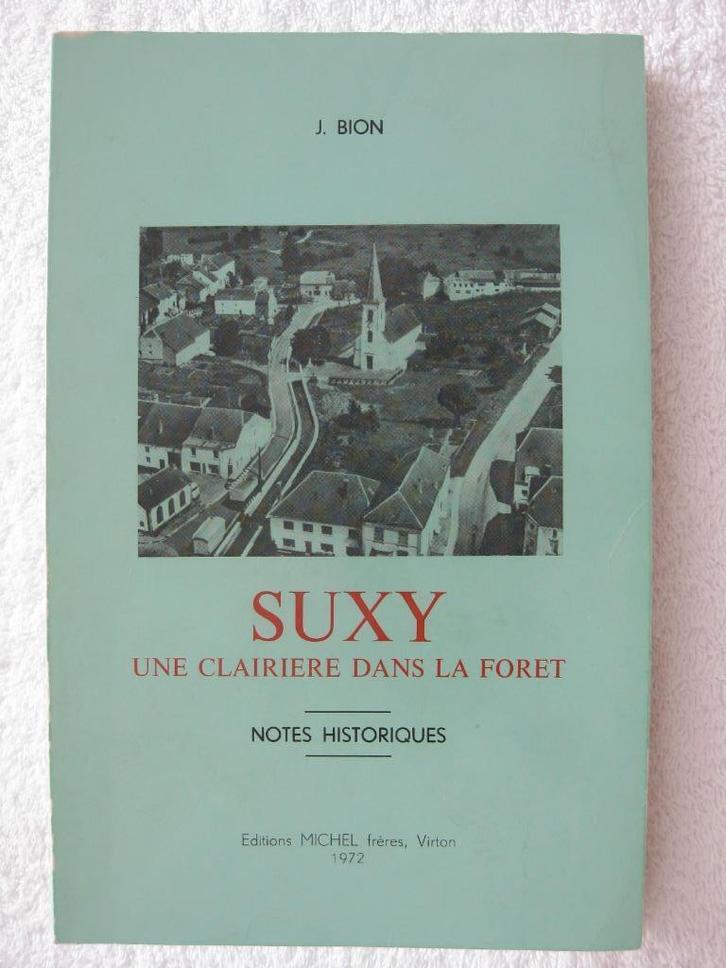 J. BION
SUXY
UNE CLAIRIERE DANS LA FORET
NOTES HISTORIQUES
Editions MICHEL frères, Virton
1972